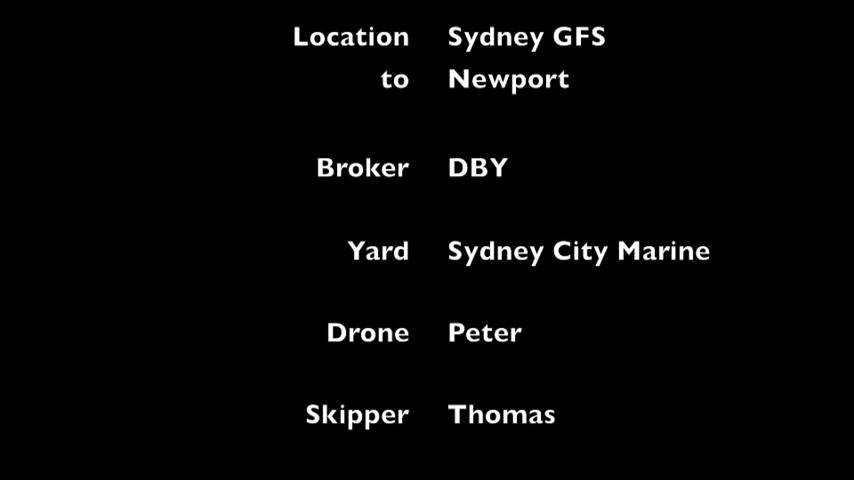 Location Sydney GFS
to Newport
Broker DBY
Yard Sydney City Marine
Drone Peter
Skipper Thomas